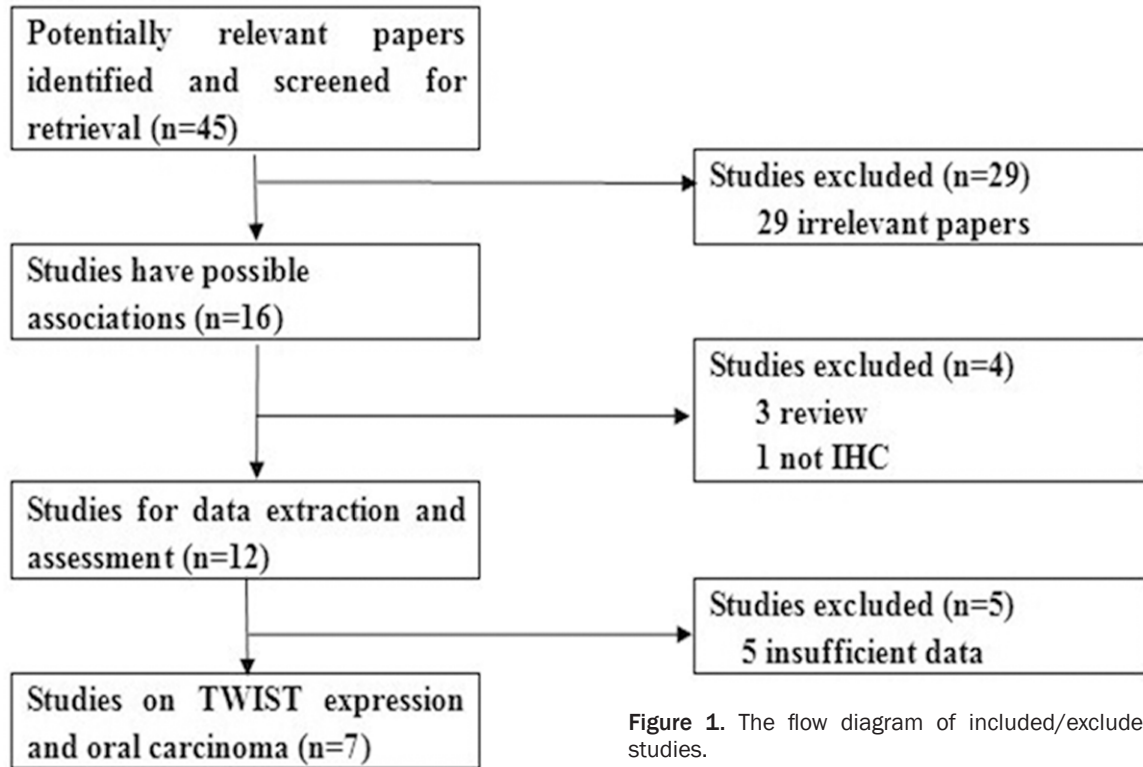 Potentially relevant papers
identified and screened for
retrieval (n=45)
Studies excluded (n=29)
29 irrelevant papers
Studies have possible
associations (n=16)
Studies excluded (n=4)
3 review
1 not IHC
Studies for data extraction and
assessment (n=12)
Studies excluded (n=5)
5 insufficient data
Studies on TWIST expression
and oral carcinoma (n=7)
Figure 1. The flow diagram of included/exclude
studies.